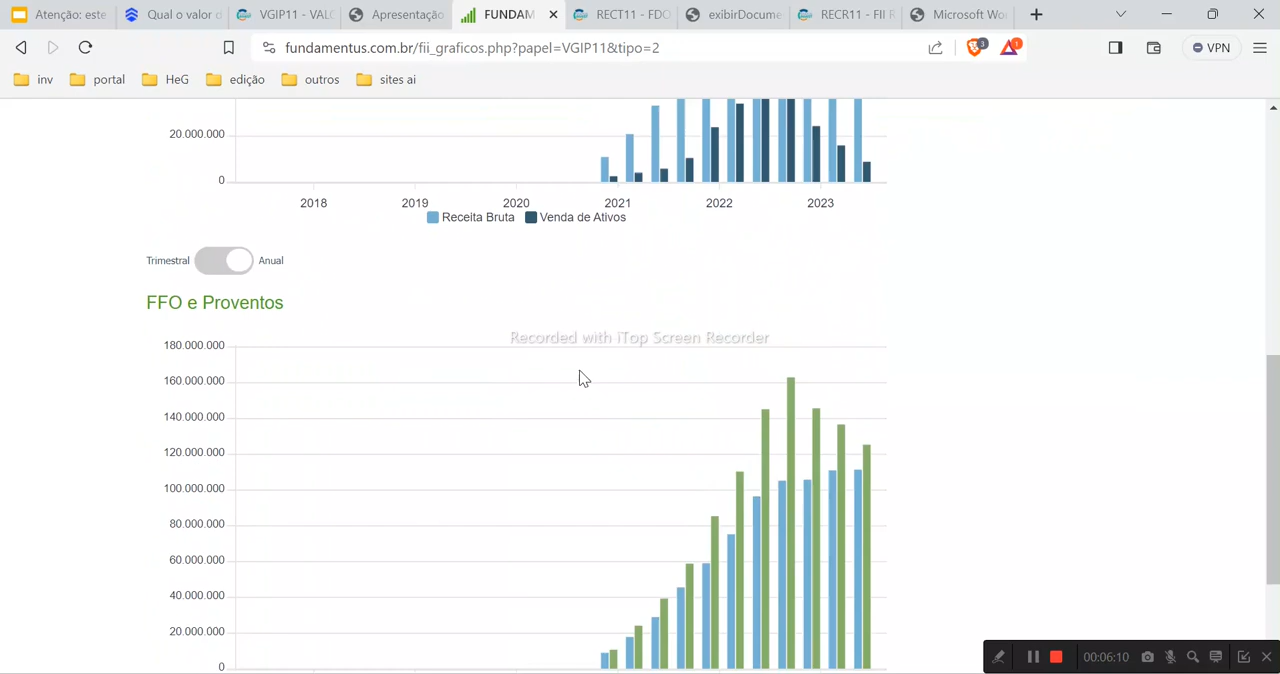 Atenção: este
Qual o valor d
VGIP11 - VALO
Apresentação
FUNDAM
RECT11 - FDO
exibirDocume
RECR11 - FII R
Microsoft Wo
fundamentus.com.br/fii_graficos.php?papel=VGIP11&tipo=2
3
1
VPN
inv
portal
HeG
edição
outros
sites ai
20.000.000
0
2018 2019 2020 2021 2022 2023
Receita Bruta Venda de Ativos
Trimestral Anual
FFO e Proventos
Recorded with iTop Screen Recorder
180.000.000
160.000.000
140.000.000
120.000.000
100.000.000
80.000.000
60.000.000
40.000.000
20.000.000
0
00:06:10